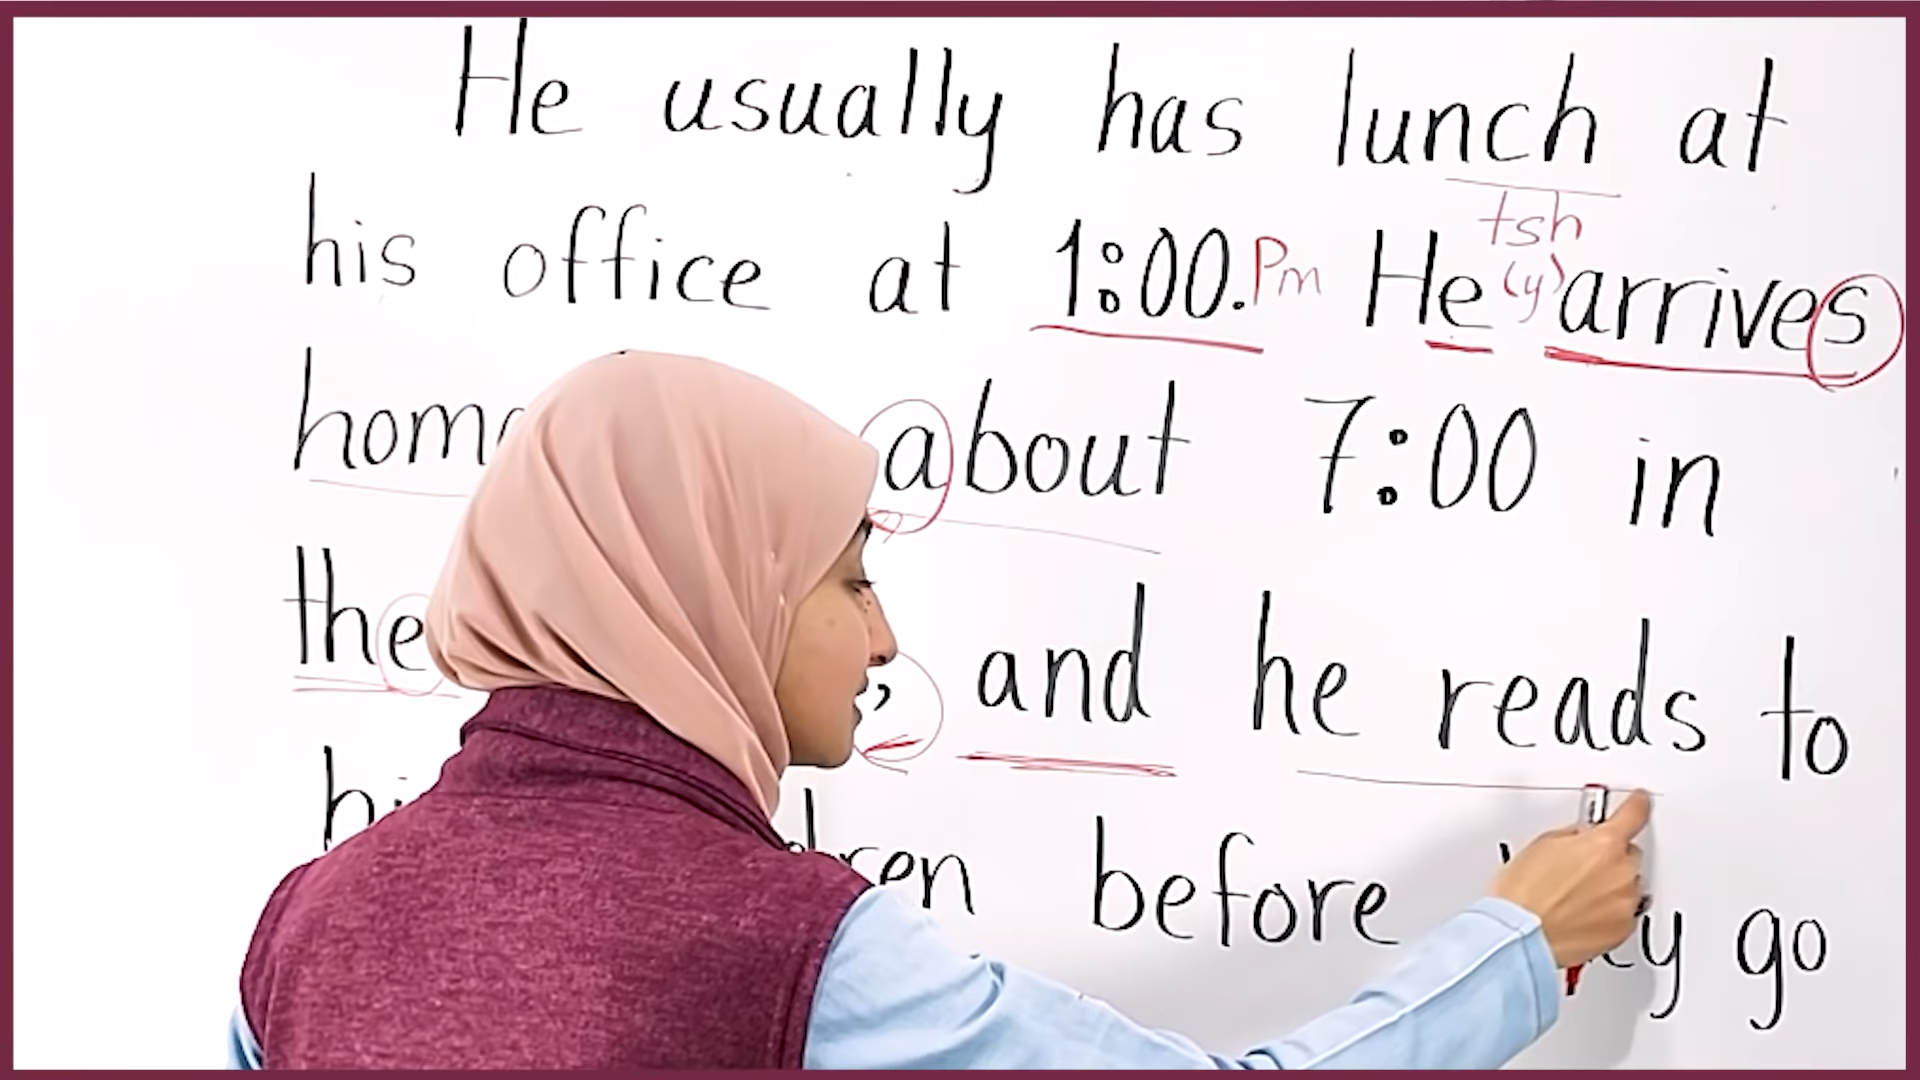 He usually has lunch at
tsh
his office at 1:00. Pm He (y) arrives
about 7:00 in
the , and he reads to
before go